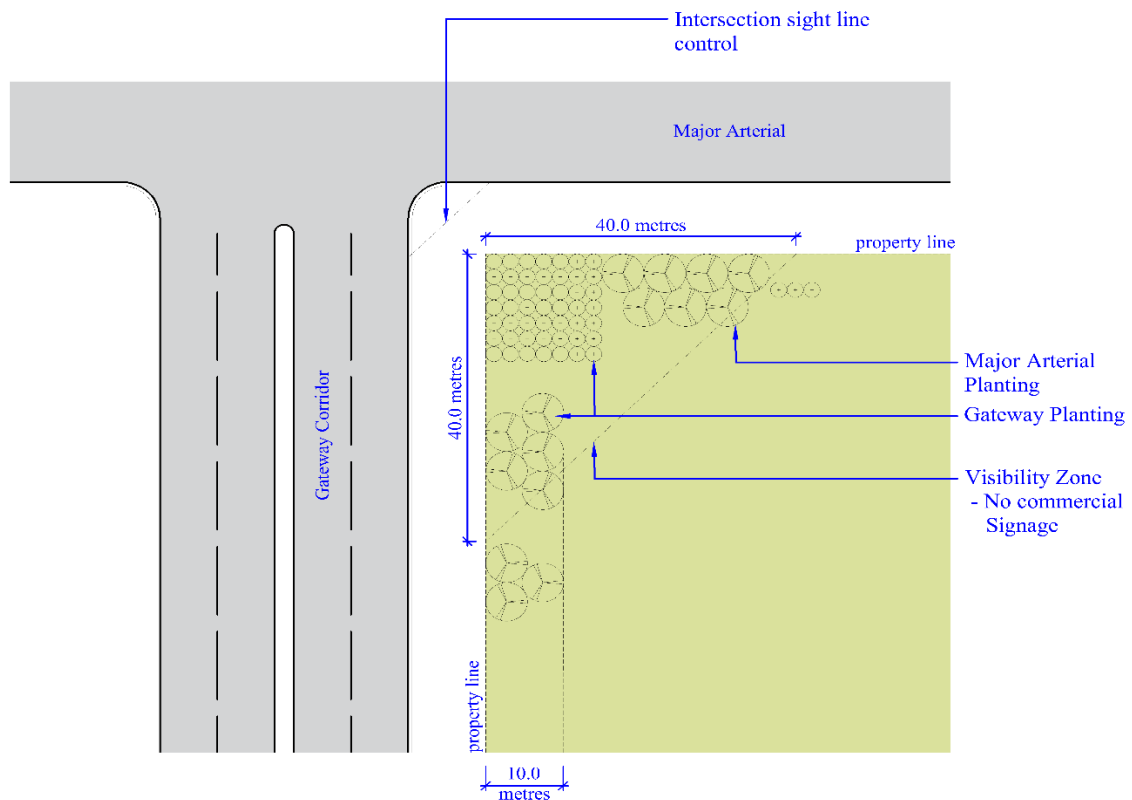 Intersection sight line
control
Major Arterial
40.0 metres
property line
40.0 metres
Gateway Corridor
Major Arterial
Planting
Gateway Planting
Visibility Zone
- No commercial
Signage
property line
10.0
metres